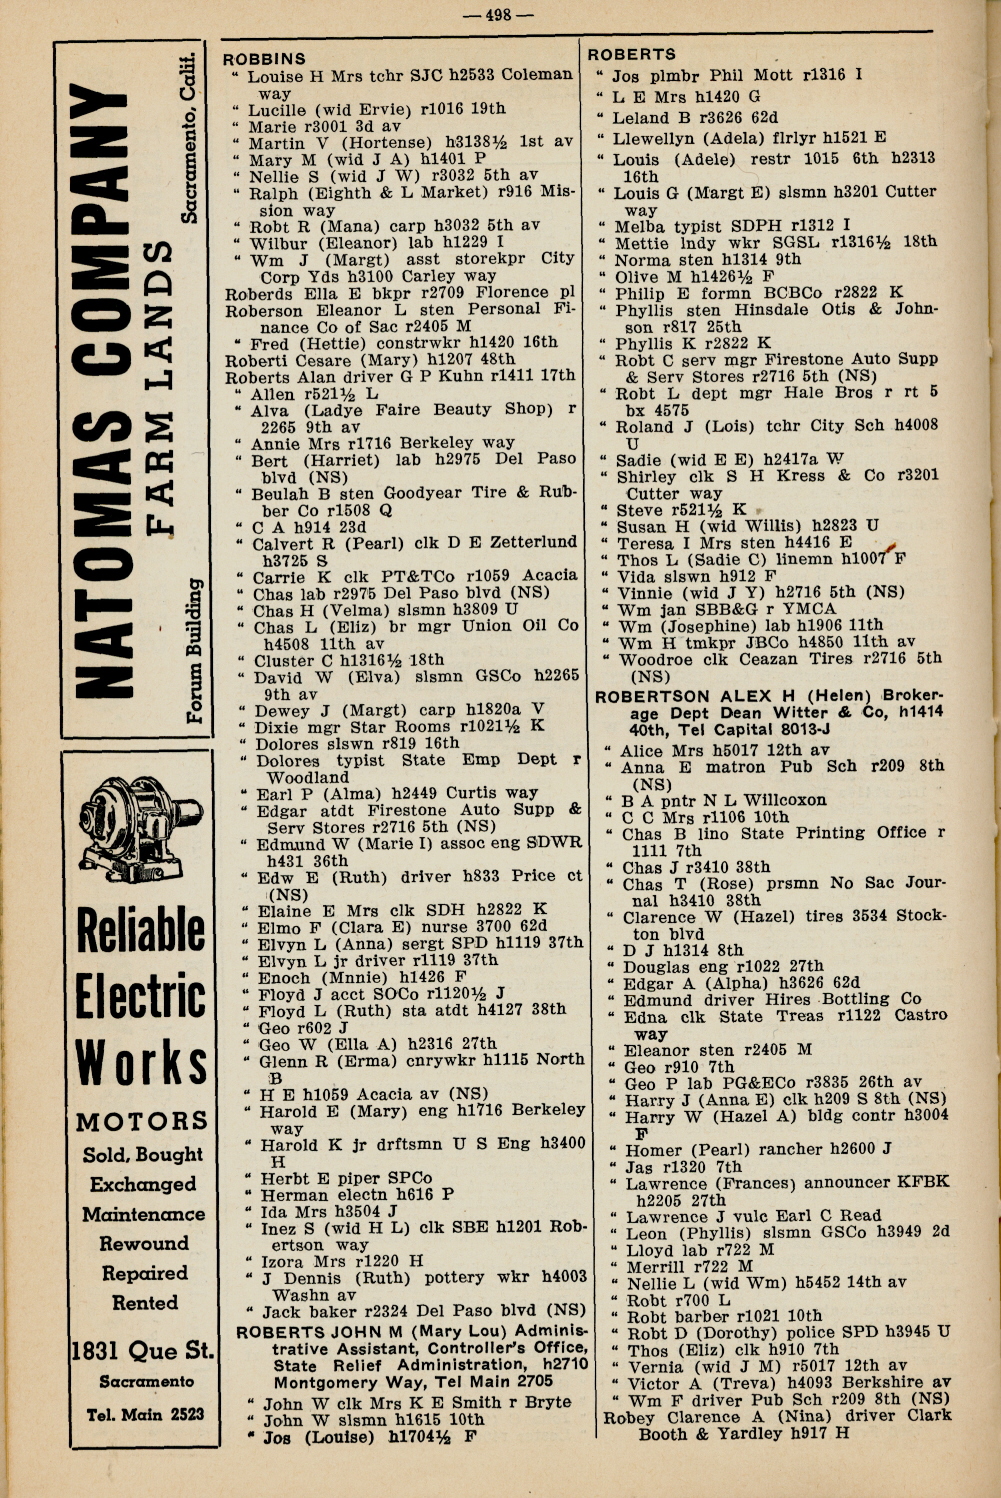 — 498 —
NATOMAS COMPANY
FARM LANDS
Forum Building
Sacramento, Calif.
Reliable
Electric
Works
MOTORS
Sold, Bought
Exchanged
Maintenance
Rewound
Repaired
Rented
1831 Que St.
Sacramento
Tel. Main 2523
ROBBINS
“ Louise H Mrs tchr SJC h2533 Coleman
way
“ Lucille (wid Ervie) r1016 19th
“ Marie r3001 3d av
“ Martin V (Hortense) h3138½ 1st av
“ Mary M (wid J A) h1401 P
“ Nellie S (wid J W) r3032 5th av
“ Ralph (Eighth & L Market) r916 Mis-
sion way
“ Robt R (Mana) carp h3032 5th av
“ Wilbur (Eleanor) lab h1229 I
“ Wm J (Margt) asst storekpr City
Corp Yds h3100 Carley way
Roberds Ella E bkpr r2709 Florence pl
Roberson Eleanor L sten Personal Fi-
nance Co of Sac r2405 M
“ Fred (Hettie) constrwkr h1420 16th
Roberti Cesare (Mary) h1207 48th
Roberts Alan driver G P Kuhn r1411 17th
“ Allen r521½ L
“ Alva (Ladye Faire Beauty Shop) r
2265 9th av
“ Annie Mrs r1716 Berkeley way
“ Bert (Harriet) lab h2975 Del Paso
blvd (NS)
“ Beulah B sten Goodyear Tire & Rub-
ber Co r1508 Q
“ C A h914 23d
“ Calvert R (Pearl) clk D E Zetterlund
h3725 S
“ Carrie K clk PT&TCo r1059 Acacia
“ Chas lab r2975 Del Paso blvd (NS)
“ Chas H (Velma) slsmn h3809 U
“ Chas L (Eliz) br mgr Union Oil Co
h4508 11th av
“ Cluster C h1316½ 18th
“ David W (Elva) slsmn GSCo h2265
9th av
“ Dewey J (Margt) carp h1820a V
“ Dixie mgr Star Rooms r1021½ K
“ Dolores slswn r819 16th
“ Dolores typist State Emp Dept r
Woodland
“ Earl P (Alma) h2449 Curtis way
“ Edgar atdt Firestone Auto Supp &
Serv Stores r2716 5th (NS)
“ Edmund W (Marie I) assoc eng SDWR
h431 36th
“ Edw E (Ruth) driver h833 Price ct
(NS)
“ Elaine E Mrs clk SDH h2822 K
“ Elmo F (Clara E) nurse 3700 62d
“ Elvyn L (Anna) sergt SPD h1119 37th
“ Elvyn L jr driver r1119 37th
“ Enoch (Mnnie) h1426 F
“ Floyd J acct SOCo r1120½ J
“ Floyd L (Ruth) sta atdt h4127 38th
“ Geo r602 J
“ Geo W (Ella A) h2316 27th
“ Glenn R (Erma) cnrywkr h1115 North
B
“ H E h1059 Acacia av (NS)
“ Harold E (Mary) eng h1716 Berkeley
way
“ Harold K jr drftsmn U S Eng h3400
H
“ Herbt E piper SPCo
“ Herman electn h616 P
“ Ida Mrs h3504 J
“ Inez S (wid H L) clk SBE h1201 Rob-
ertson way
“ Izora Mrs r1220 H
“ J Dennis (Ruth) pottery wkr h4003
Washn av
“ Jack baker r2324 Del Paso blvd (NS)
ROBERTS JOHN M (Mary Lou) Adminis-
trative Assistant, Controller's Office,
State Relief Administration, h2710
Montgomery Way, Tel Main 2705
“ John W clk Mrs K E Smith r Bryte
“ John W slsmn h1615 10th
“ Jos (Louise) h1704½ F
ROBERTS
“ Jos plmbr Phil Mott r1316 I
“ L E Mrs h1420 G
“ Leland B r3626 62d
“ Llewellyn (Adela) flrlyr h1521 E
“ Louis (Adele) restr 1015 6th h2313
16th
“ Louis G (Margt E) slsmn h3201 Cutter
way
“ Melba typist SDPH r1312 I
“ Mettie lndy wkr SGSL r1316½ 18th
“ Norma sten h1314 9th
“ Olive M h1426½ F
“ Philip E formn BCBCo r2822 K
“ Phyllis sten Hinsdale Otis & John-
son r817 25th
“ Phyllis K r2822 K
“ Robt C serv mgr Firestone Auto Supp
& Serv Stores r2716 5th (NS)
“ Robt L dept mgr Hale Bros r rt 5
bx 4575
“ Roland J (Lois) tchr City Sch h4008
U
“ Sadie (wid E E) h2417a W
“ Shirley clk S H Kress & Co r3201
Cutter way
“ Steve r521½ K
“ Susan H (wid Willis) h2823 U
“ Teresa I Mrs sten h4416 E
“ Thos L (Sadie C) linemn h1007 F
“ Vida slswn h912 F
“ Vinnie (wid J Y) h2716 5th (NS)
“ Wm jan SBB&G r YMCA
“ Wm (Josephine) lab h1906 11th
“ Wm H tmkpr JBCo h4850 11th av
“ Woodroe clk Ceazan Tires r2716 5th
(NS)
ROBERTSON ALEX H (Helen) Broker-
age Dept Dean Witter & Co, h1414
40th, Tel Capital 8013-J
“ Alice Mrs h5017 12th av
“ Anna E matron Pub Sch r209 8th
(NS)
“ B A pntr N L Willcoxon
“ C C Mrs r1106 10th
“ Chas B lino State Printing Office r
1111 7th
“ Chas J r3410 38th
“ Chas T (Rose) prsmn No Sac Jour-
nal h3410 38th
“ Clarence W (Hazel) tires 3534 Stock-
ton blvd
“ D J h1314 8th
“ Douglas eng r1022 27th
“ Edgar A (Alpha) h3626 62d
“ Edmund driver Hires Bottling Co
“ Edna clk State Treas r1122 Castro
way
“ Eleanor sten r2405 M
“ Geo r910 7th
“ Geo P lab PG&ECo r3835 26th av
“ Harry J (Anna E) clk h209 S 8th (NS)
“ Harry W (Hazel A) bldg contr h3004
F
“ Homer (Pearl) rancher h2600 J
“ Jas r1320 7th
“ Lawrence (Frances) announcer KFBK
h2205 27th
“ Lawrence J vulc Earl C Read
“ Leon (Phyllis) slsmn GSCo h3949 2d
“ Lloyd lab r722 M
“ Merrill r722 M
“ Nellie L (wid Wm) h5452 14th av
“ Robt r700 L
“ Robt barber r1021 10th
“ Robt D (Dorothy) police SPD h3945 U
“ Thos (Eliz) clk h910 7th
“ Vernia (wid J M) r5017 12th av
“ Victor A (Treva) h4093 Berkshire av
“ Wm F driver Pub Sch r209 8th (NS)
Robey Clarence A (Nina) driver Clark
Booth & Yardley h917 H